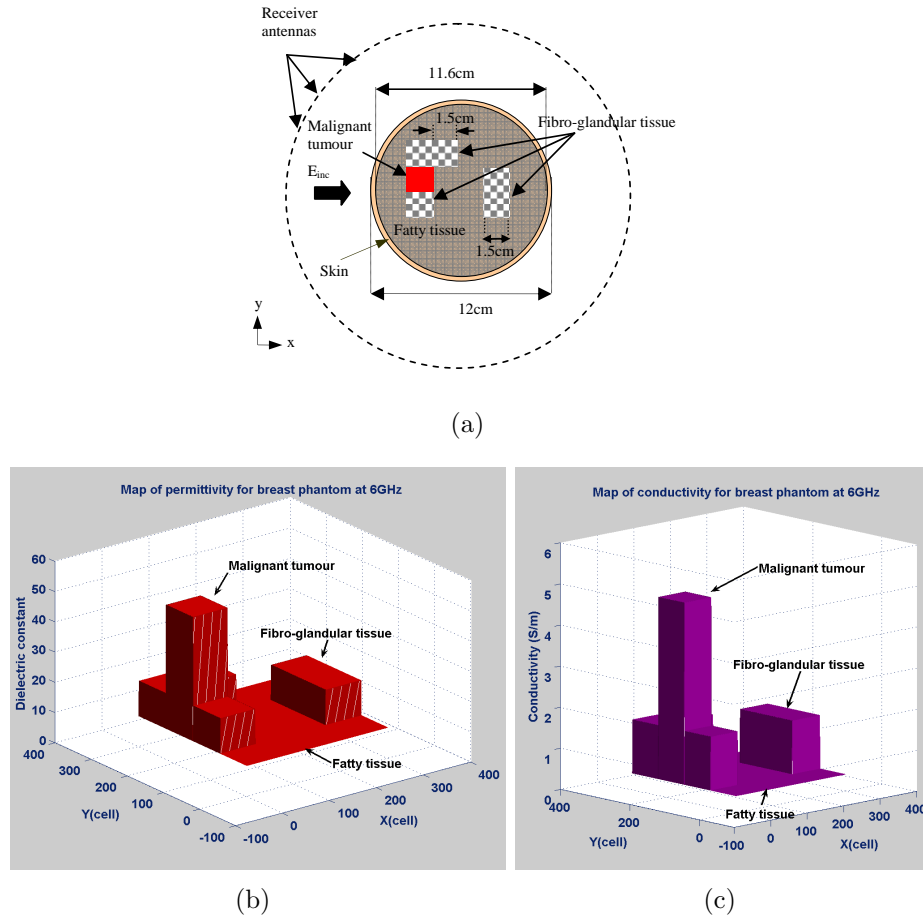 Receiver
antennas
11.6cm
1.5cm
Fibro-glandular tissue
Malignant
tumour
E_inc
Fatty tissue
1.5cm
Skin
12cm
y
x
(a)
Map of permittivity for breast phantom at 6GHz
Malignant tumour
Fibro-glandular tissue
Fatty tissue
Dielectric constant
60
50
40
30
20
10
0
400
300
200
100
0
-100
Y(cell)
-100
0
100
200
300
400
X(cell)
(b)
Map of conductivity for breast phantom at 6GHz
Malignant tumour
Fibro-glandular tissue
Fatty tissue
Conductivity (S/m)
6
5
4
3
2
1
0
400
200
0
-100
Y(cell)
0
100
200
300
400
X(cell)
(c)